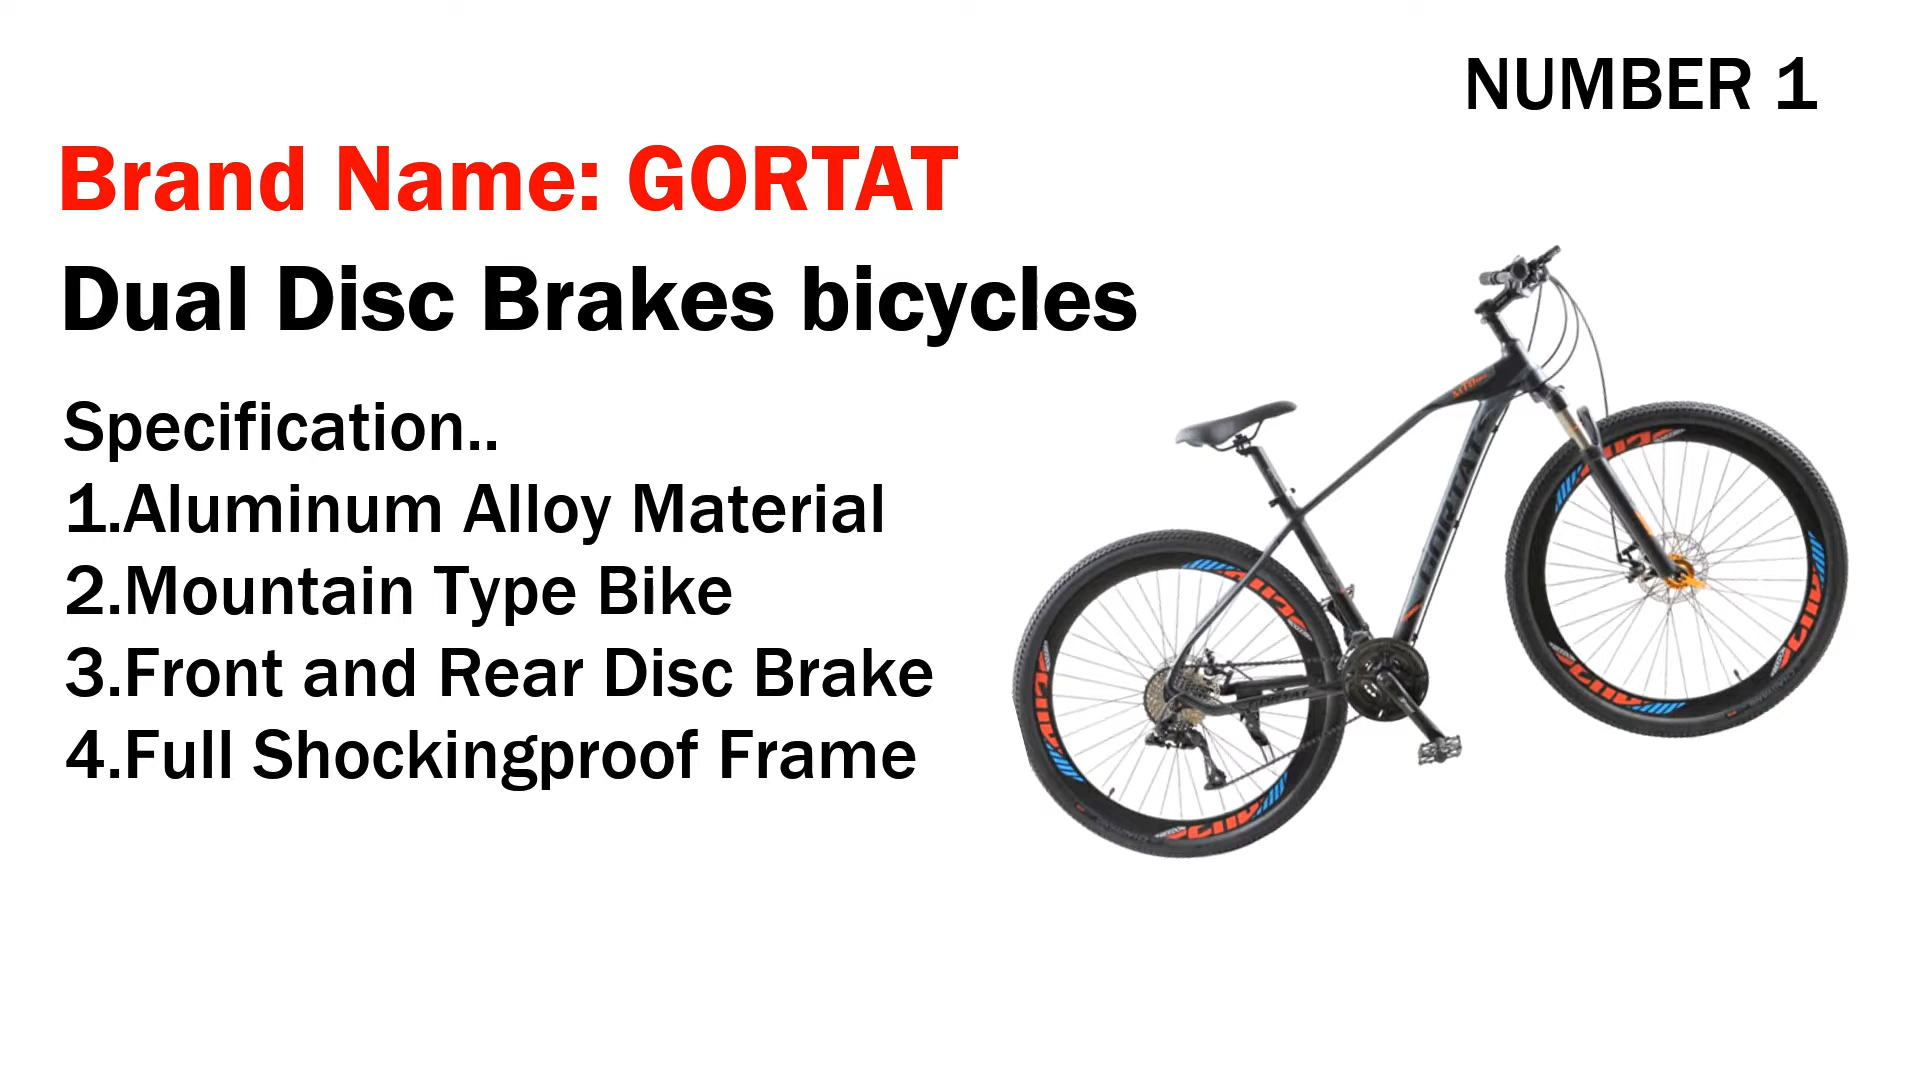 NUMBER 1
Brand Name: GORTAT
Dual Disc Brakes bicycles
Specification..
1.Aluminum Alloy Material
2.Mountain Type Bike
3.Front and Rear Disc Brake
4.Full Shockingproof Frame
GORTAT